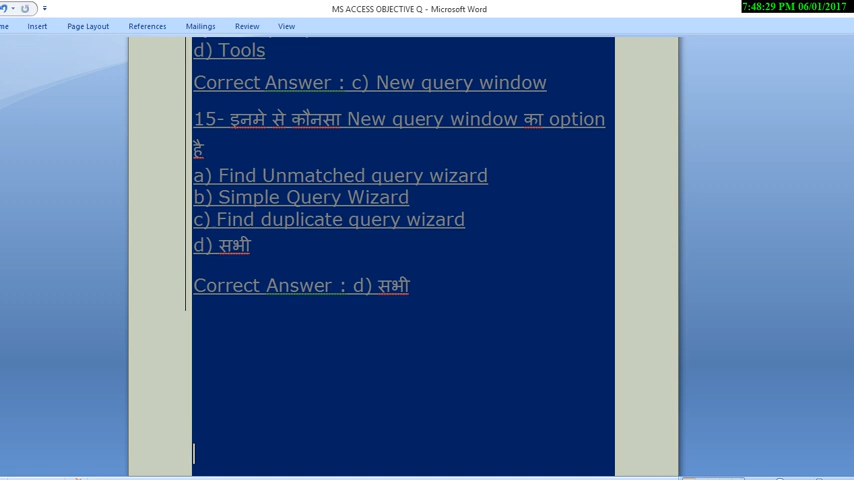 7:48:29 PM 06/01/2017
MS ACCESS OBJECTIVE Q - Microsoft Word
me Insert Page Layout References Mailings Review View
d) Tools
Correct Answer : c) New query window
15- इनमे से कौनसा New query window का option
है
a) Find Unmatched query wizard
b) Simple Query Wizard
c) Find duplicate query wizard
d) सभी
Correct Answer : d) सभी